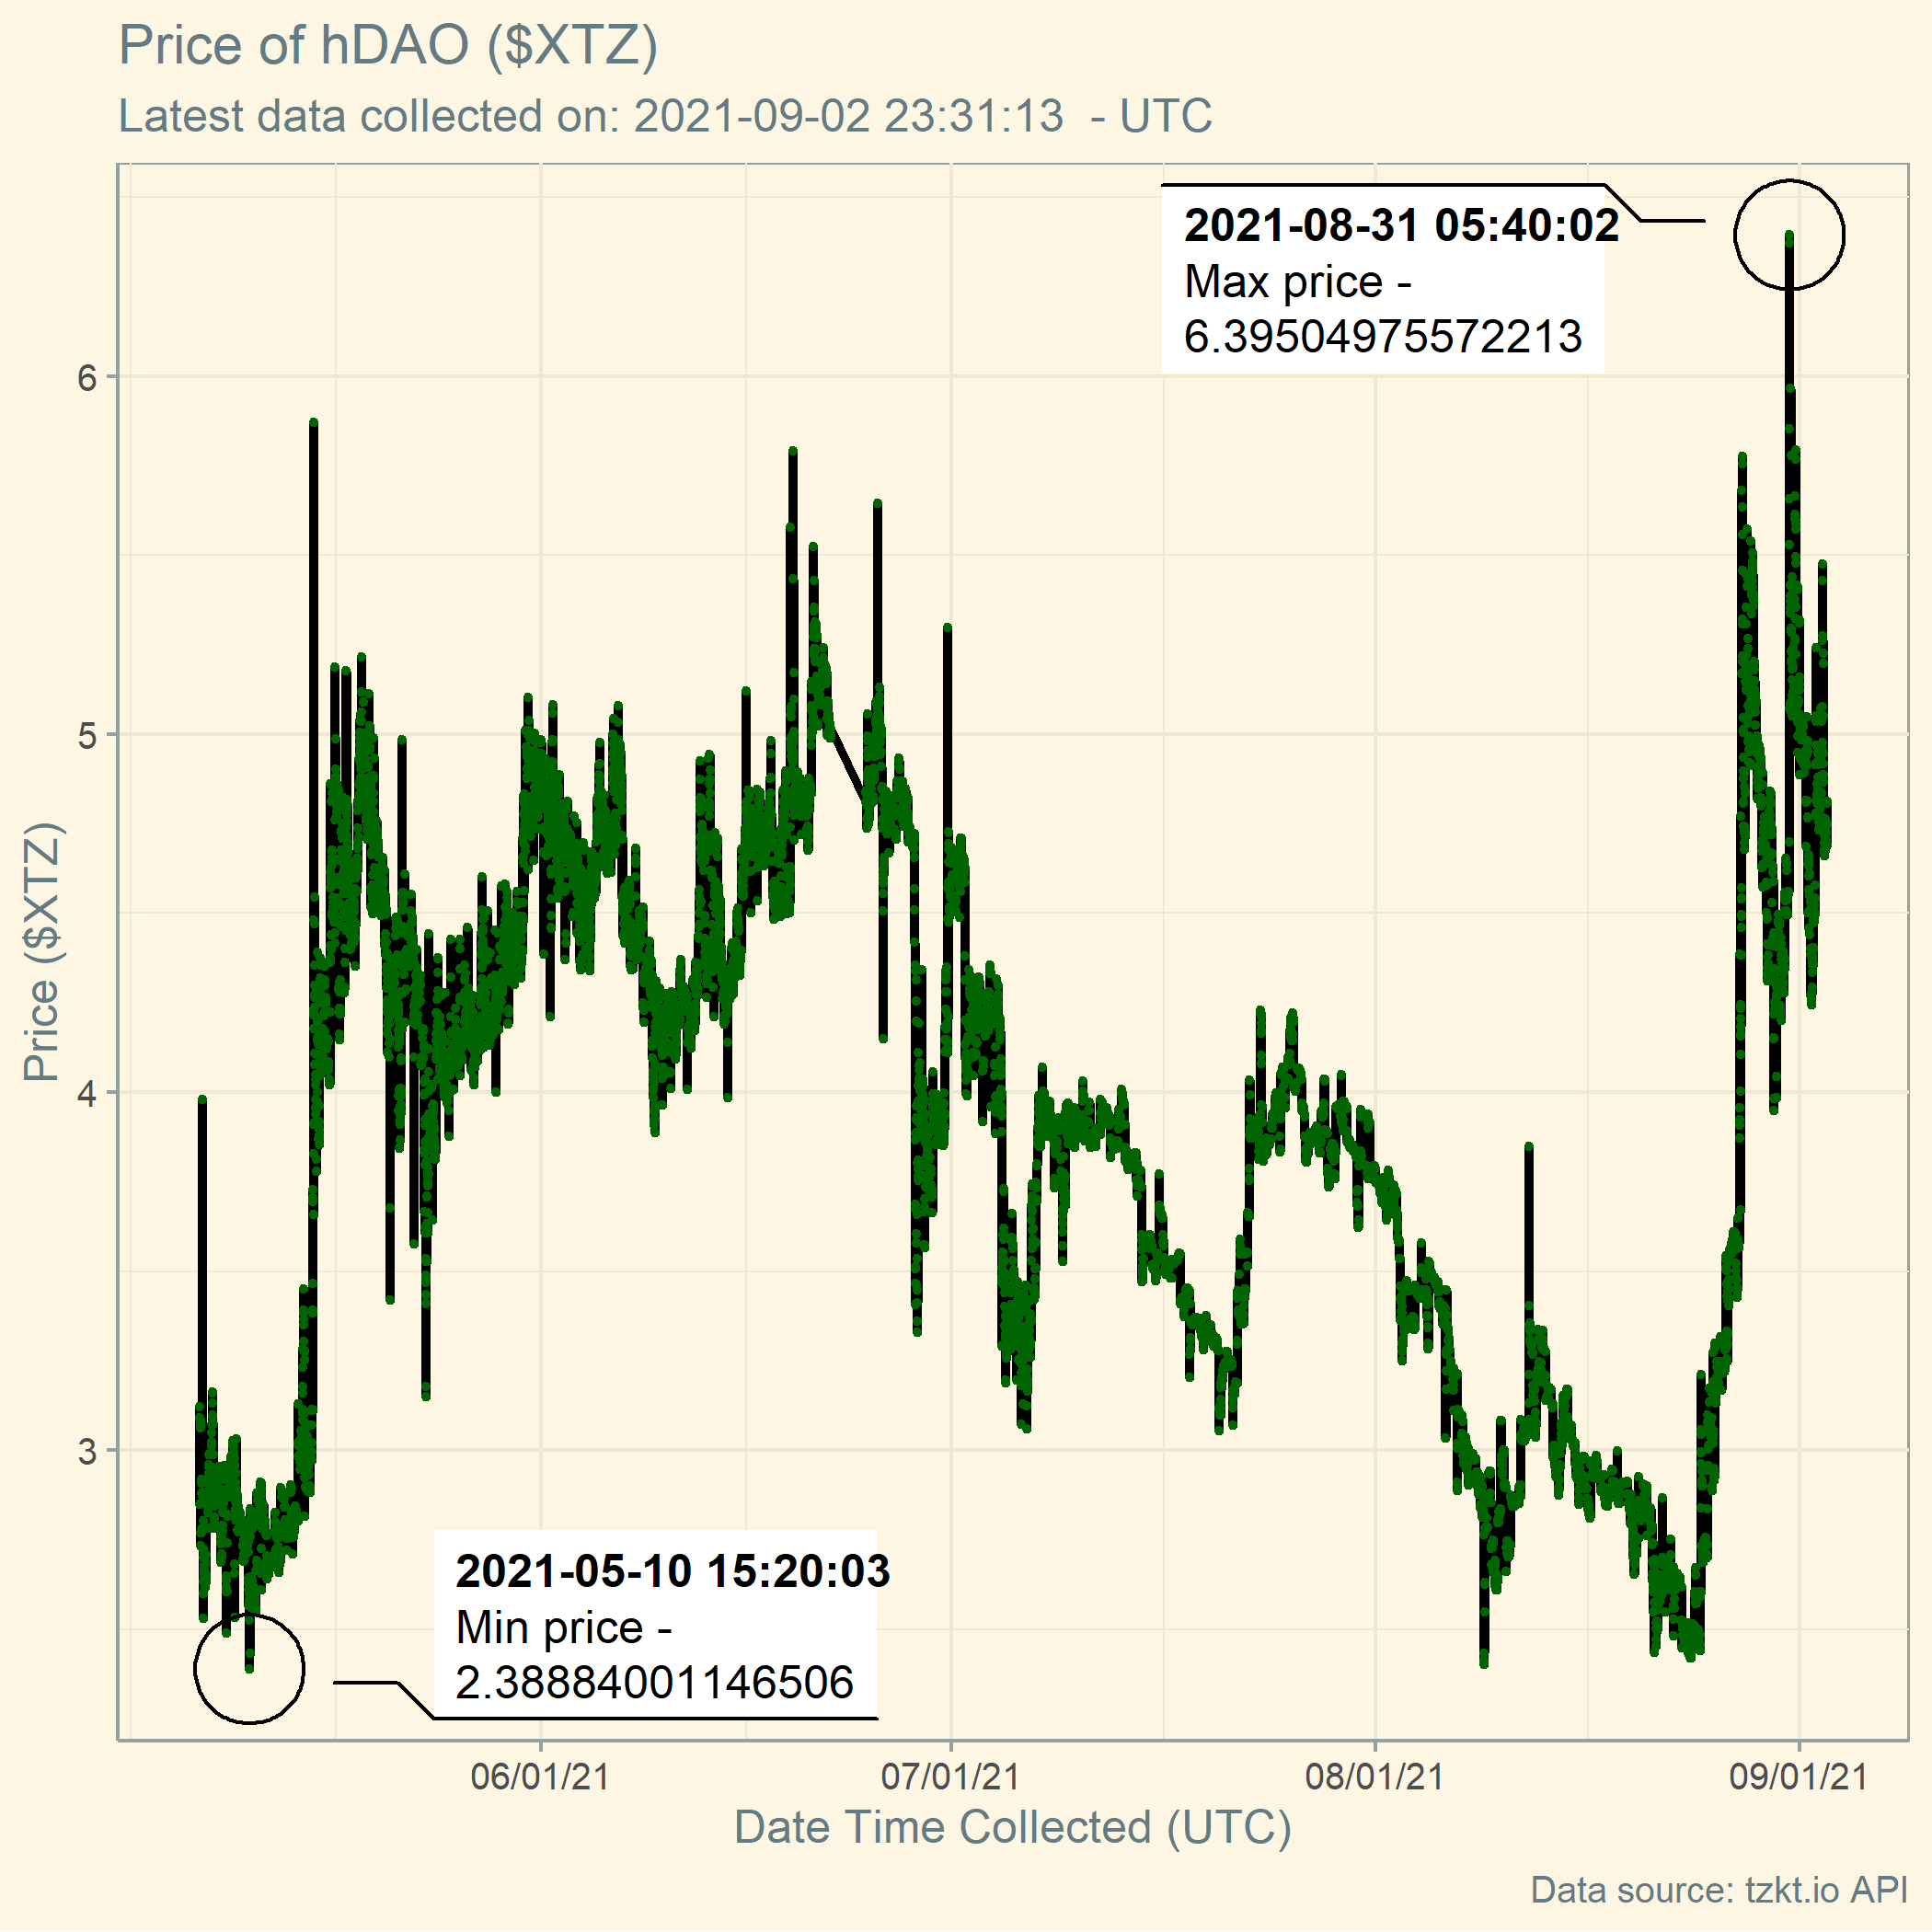 Price of hDAO ($XTZ)
Latest data collected on: 2021-09-02 23:31:13  - UTC
2021-08-31 05:40:02
Max price -
6.39504975572213
6
5
4
3
Price ($XTZ)
2021-05-10 15:20:03
Min price -
2.38884001146506
06/01/21
07/01/21
08/01/21
09/01/21
Date Time Collected (UTC)
Data source: tzkt.io API